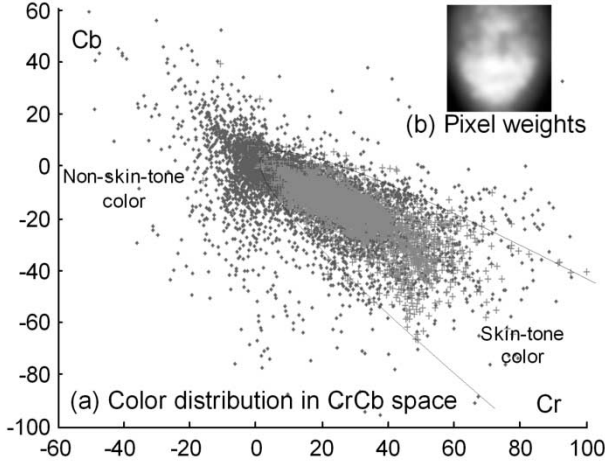 60
40
20
0
-20
-40
-60
-80
-100
Cb
(b) Pixel weights
Non-skin-tone
color
Skin-tone
color
(a) Color distribution in CrCb space
Cr
-60 -40 -20 0 20 40 60 80 100